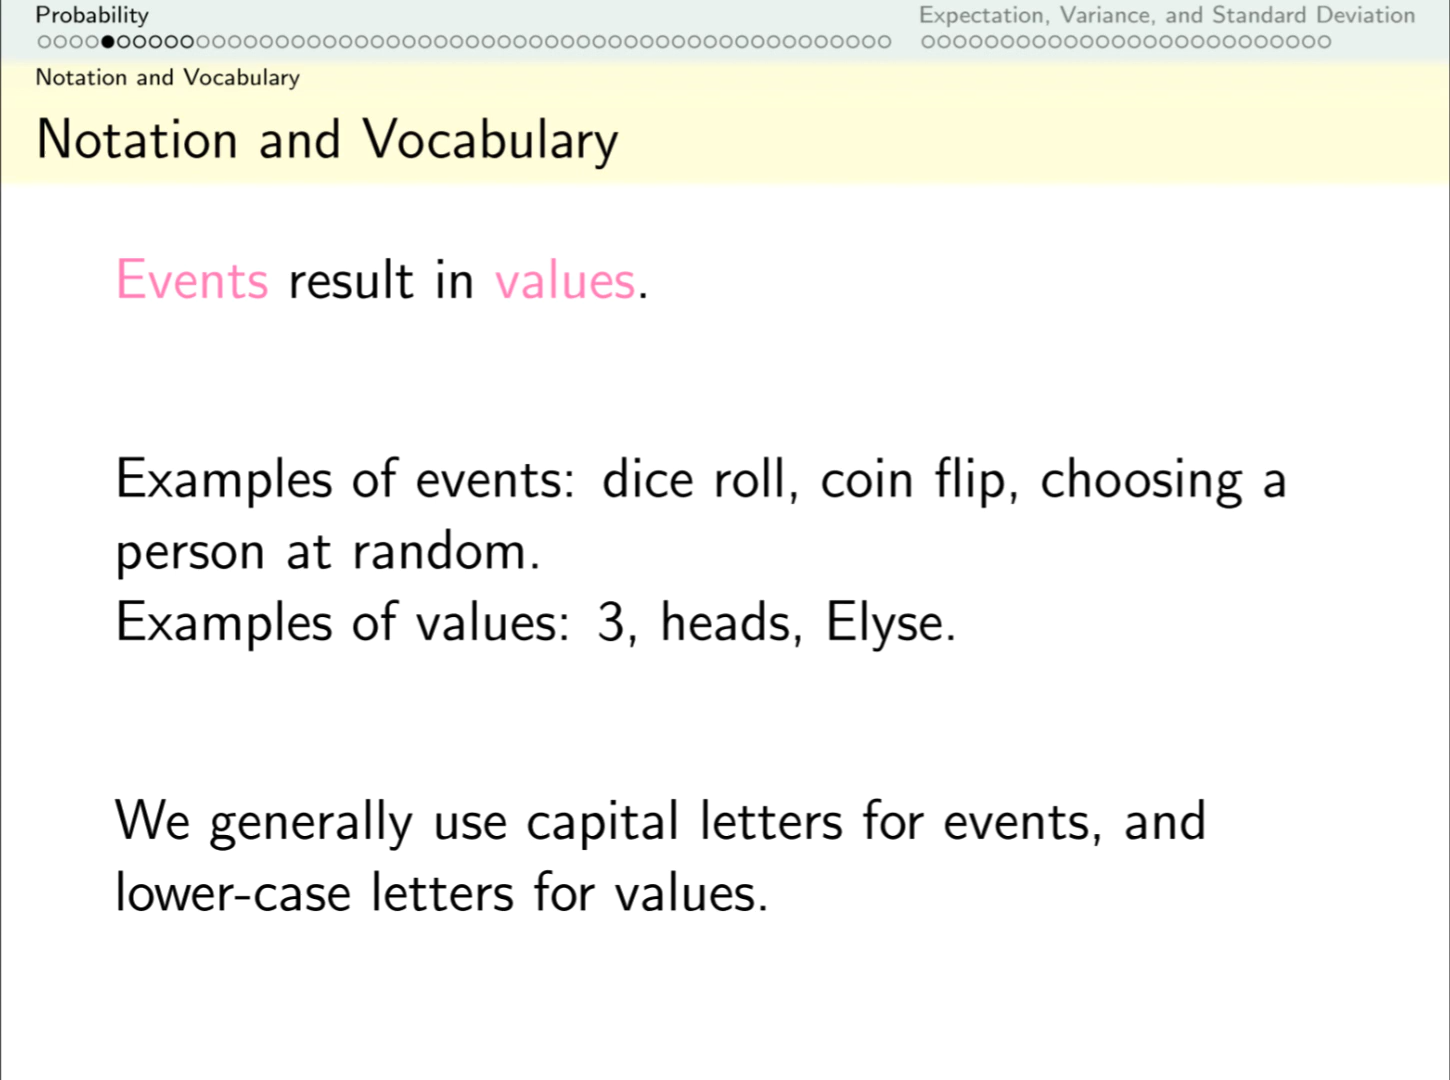 Probability
Expectation, Variance, and Standard Deviation
Notation and Vocabulary
Notation and Vocabulary
Events result in values.
Examples of events: dice roll, coin flip, choosing a
person at random.
Examples of values: 3, heads, Elyse.
We generally use capital letters for events, and
lower-case letters for values.